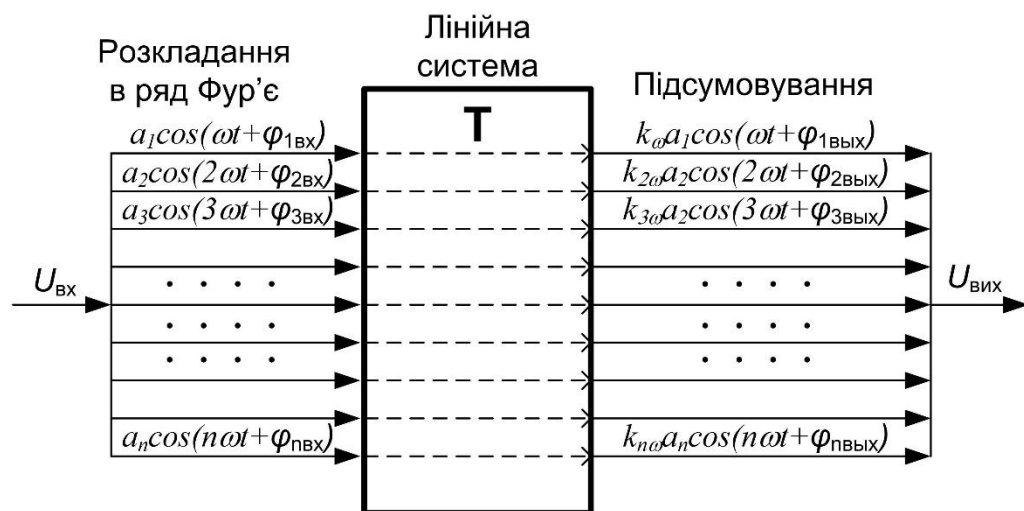 Розкладання
в ряд Фур’є
Лінійна
система
Підсумовування
T
a₁cos(ωt+φ₁вх)
a₂cos(2ωt+φ₂вх)
a₃cos(3ωt+φ₃вх)
Uвх
aₙcos(nωt+φnвх)
kωa₁cos(ωt+φ₁вых)
k₂ωa₂cos(2ωt+φ₂вых)
k₃ωa₂cos(3ωt+φ₃вых)
Uвих
knωaₙcos(nωt+φnвых)